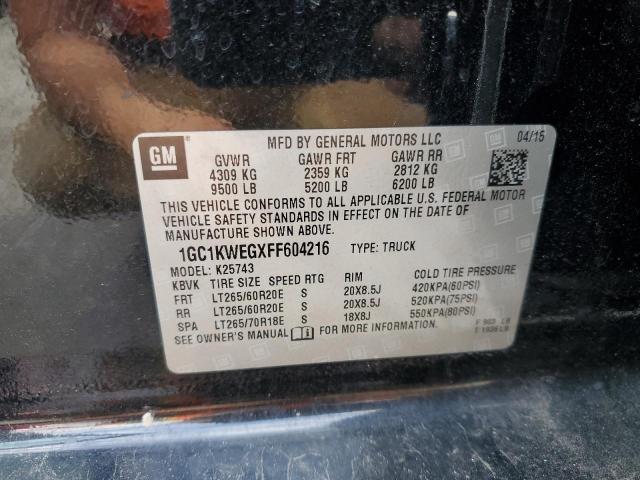 GM
MFD BY GENERAL MOTORS LLC 04/15
GVWR GAWR FRT GAWR RR
4309 KG 2359 KG 2812 KG
9500 LB 5200 LB 6200 LB
THIS VEHICLE CONFORMS TO ALL APPLICABLE U.S. FEDERAL MOTOR
VEHICLE SAFETY STANDARDS IN EFFECT ON THE DATE OF
MANUFACTURE SHOWN ABOVE.
1GC1KWEGXFF604216 TYPE: TRUCK
MODEL: K25743
KBVK TIRE SIZE SPEED RTG RIM COLD TIRE PRESSURE
FRT LT265/60R20E S 20X8.5J 420KPA(60PSI)
RR LT265/60R20E S 20X8.5J 520KPA(75PSI)
SPA LT265/70R18E S 18X8J 550KPA(80PSI)
SEE OWNER'S MANUAL FOR MORE INFORMATION.
LB
LB